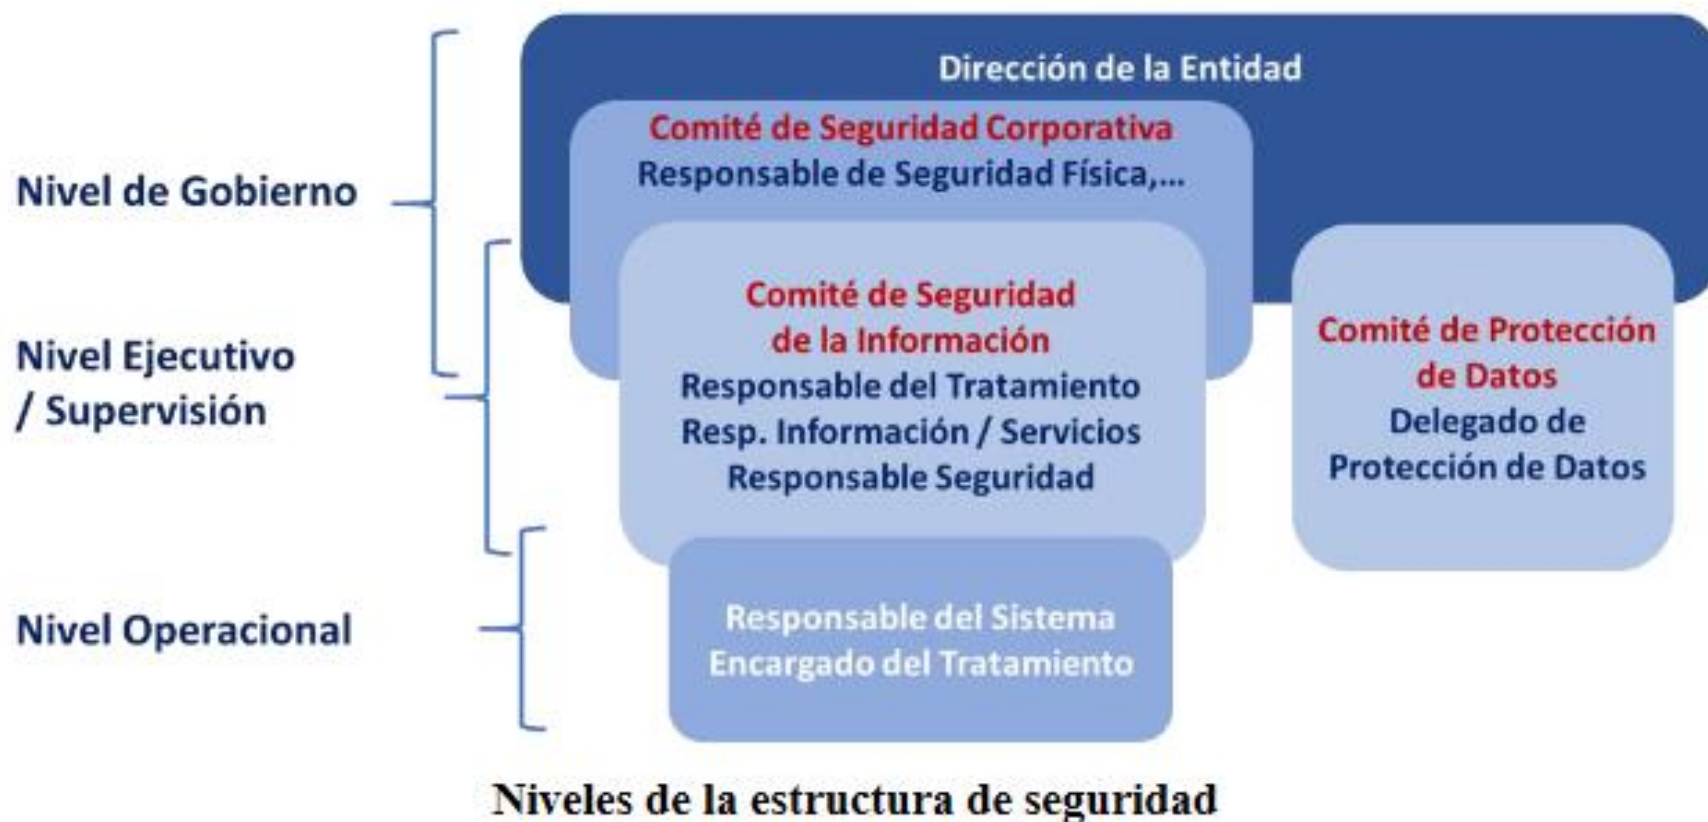 Dirección de la Entidad
Comité de Seguridad Corporativa
Responsable de Seguridad Física,...
Nivel de Gobierno
Comité de Seguridad
de la Información
Responsable del Tratamiento
Resp. Información / Servicios
Responsable Seguridad
Comité de Protección
de Datos
Delegado de
Protección de Datos
Nivel Ejecutivo
/ Supervisión
Nivel Operacional
Responsable del Sistema
Encargado del Tratamiento
Niveles de la estructura de seguridad